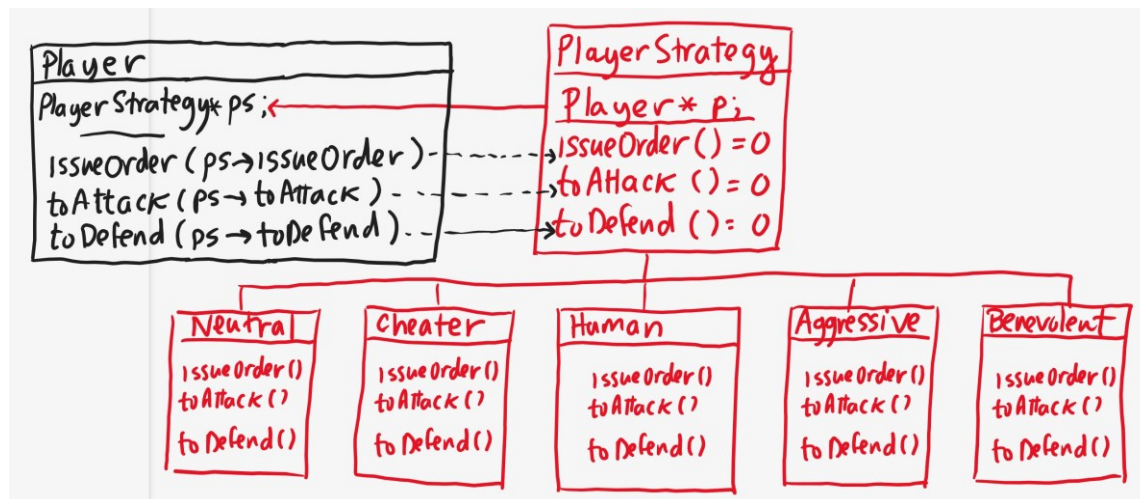 Player
PlayerStrategy* ps;
issueOrder (ps→issueOrder)
toAttack (ps→toAttack)
toDefend (ps→toDefend)
PlayerStrategy
Player* p;
issueOrder () = 0
toAttack () = 0
toDefend () = 0
Neutral
issueOrder()
toAttack()
toDefend()
Cheater
issueOrder()
toAttack()
toDefend()
Human
issueOrder()
toAttack()
toDefend()
Aggressive
issueOrder()
toAttack()
toDefend()
Benevolent
issueOrder()
toAttack()
toDefend()